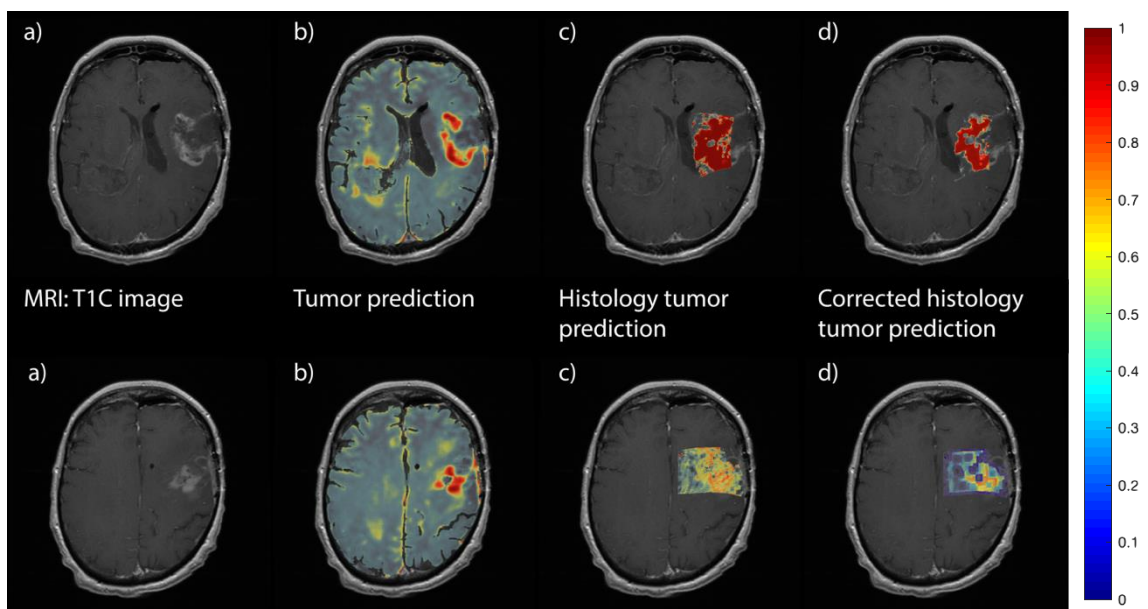 a)
b)
c)
d)
MRI: T1C image
Tumor prediction
Histology tumor
prediction
Corrected histology
tumor prediction
a)
b)
c)
d)
1
0.9
0.8
0.7
0.6
0.5
0.4
0.3
0.2
0.1
0